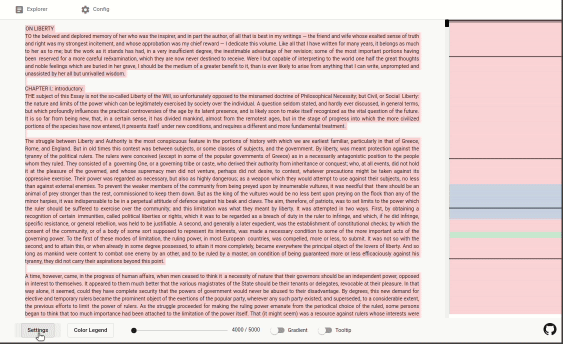 Explorer
Config
ON LIBERTY
TO the beloved and deplored memory of her who was the inspirer, and in part the author, of all that is best in my writings — the friend and wife whose exalted sense of truth
and right was my strongest incitement, and whose approbation was my chief reward — I dedicate this volume. Like all that I have written for many years, it belongs as much
to her as to me; but the work as it stands has had, in a very insufficient degree, the inestimable advantage of her revision; some of the most important portions having
been reserved for a more careful reexamination, which they are now never destined to receive. Were I but capable of interpreting to the world one half the great thoughts
and noble feelings which are buried in her grave, I should be the medium of a greater benefit to it, than is ever likely to arise from anything that I can write, unprompted and
unassisted by her all but unrivalled wisdom.
CHAPTER I.: introductory.
THE subject of this Essay is not the so-called Liberty of the Will, so unfortunately opposed to the misnamed doctrine of Philosophical Necessity; but Civil, or Social Liberty:
the nature and limits of the power which can be legitimately exercised by society over the individual. A question seldom stated, and hardly ever discussed, in general terms,
but which profoundly influences the practical controversies of the age by its latent presence, and is likely soon to make itself recognised as the vital question of the future.
It is so far from being new, that, in a certain sense, it has divided mankind, almost from the remotest ages, but in the stage of progress into which the more civilized
portions of the species have now entered, it presents itself under new conditions, and requires a different and more fundamental treatment.
The struggle between Liberty and Authority is the most conspicuous feature in the portions of history with which we are earliest familiar, particularly in that of Greece,
Rome, and England. But in old times this contest was between subjects, or some classes of subjects, and the government. By liberty, was meant protection against the
tyranny of the political rulers. The rulers were conceived (except in some of the popular governments of Greece) as in a necessarily antagonistic position to the people
whom they ruled. They consisted of a governing One, or a governing tribe or caste, who derived their authority from inheritance or conquest; who, at all events, did not hold
it at the pleasure of the governed, and whose supremacy men did not venture, perhaps did not desire, to contest, whatever precautions might be taken against its
oppressive exercise. Their power was regarded as necessary, but also as highly dangerous; as a weapon which they would attempt to use against their subjects, no less
than against external enemies. To prevent the weaker members of the community from being preyed upon by innumerable vultures, it was needful that there should be an
animal of prey stronger than the rest, commissioned to keep them down. But as the king of the vultures would be no less bent upon preying on the flock than any of the
minor harpies, it was indispensable to be in a perpetual attitude of defence against his beak and claws. The aim, therefore, of patriots, was to set limits to the power which
the ruler should be suffered to exercise over the community; and this limitation was what they meant by liberty. It was attempted in two ways. First, by obtaining a
recognition of certain immunities, called political liberties or rights, which it was to be regarded as a breach of duty in the ruler to infringe, and which, if he did infringe,
specific resistance, or general rebellion, was held to be justifiable. A second, and generally a later expedient, was the establishment of constitutional checks; by which the
consent of the community, or of a body of some sort supposed to represent its interests, was made a necessary condition to some of the more important acts of the
governing power. To the first of these modes of limitation, the ruling power, in most European countries, was compelled, more or less, to submit. It was not so with the
second; and to attain this, or when already in some degree possessed, to attain it more completely, became everywhere the principal object of the lovers of liberty. And so
long as mankind were content to combat one enemy by an other, and to be ruled by a master, on condition of being guaranteed more or less efficaciously against his
tyranny, they did not carry their aspirations beyond this point.
A time, however, came, in the progress of human affairs, when men ceased to think it a necessity of nature that their governors should be an independent power, opposed
in interest to themselves. It appeared to them much better that the various magistrates of the State should be their tenants or delegates, revocable at their pleasure. In that
way alone, it seemed, could they have complete security that the powers of government would never be abused to their disadvantage. By degrees, this new demand for
elective and temporary rulers became the prominent object of the exertions of the popular party, wherever any such party existed; and superseded, to a considerable extent,
the previous efforts to limit the power of rulers. As the struggle proceeded for making the ruling power emanate from the periodical choice of the ruled, some persons
began to think that too much importance had been attached to the limitation of the power itself. That (it might seem) was a resource against rulers whose interests were
Settings
Color Legend
4000 / 5000
Gradient
Tooltip